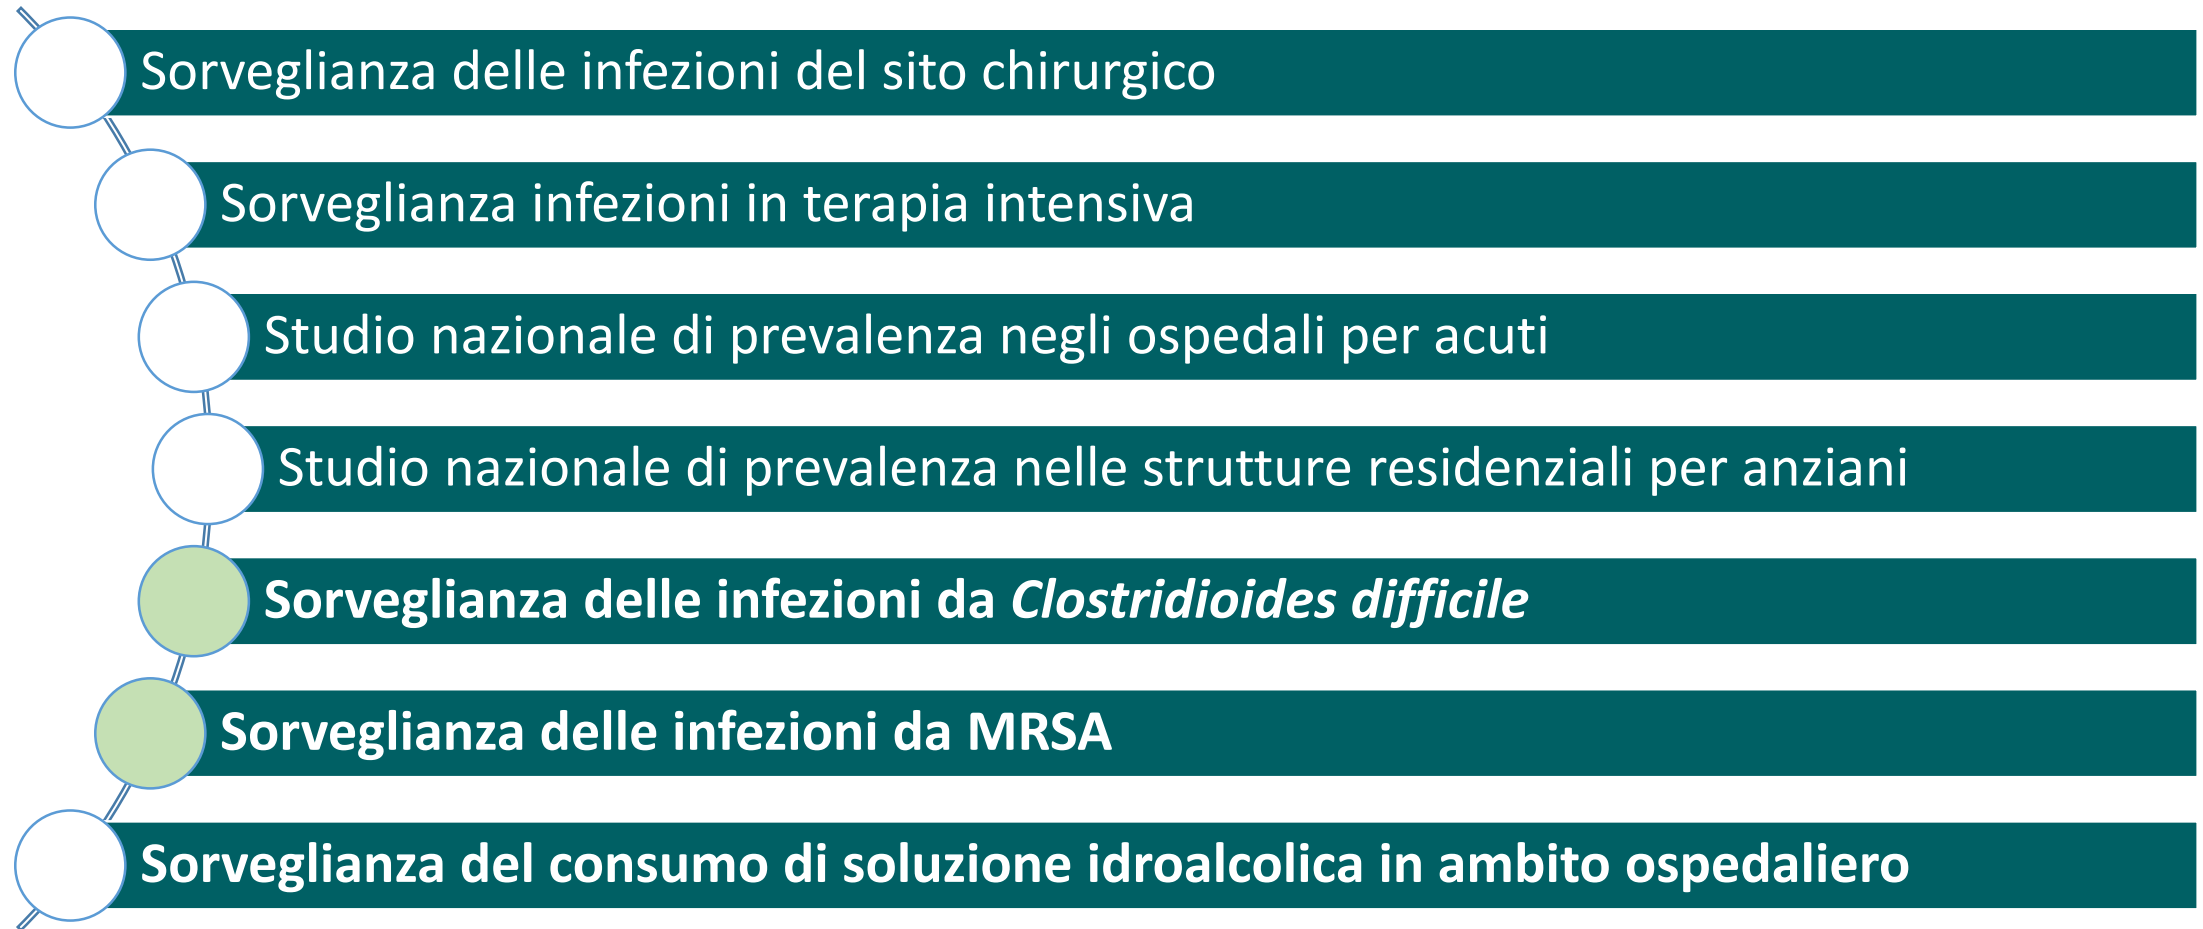 Sorveglianza delle infezioni del sito chirurgico
Sorveglianza infezioni in terapia intensiva
Studio nazionale di prevalenza negli ospedali per acuti
Studio nazionale di prevalenza nelle strutture residenziali per anziani
Sorveglianza delle infezioni da Clostridioides difficile
Sorveglianza delle infezioni da MRSA
Sorveglianza del consumo di soluzione idroalcolica in ambito ospedaliero